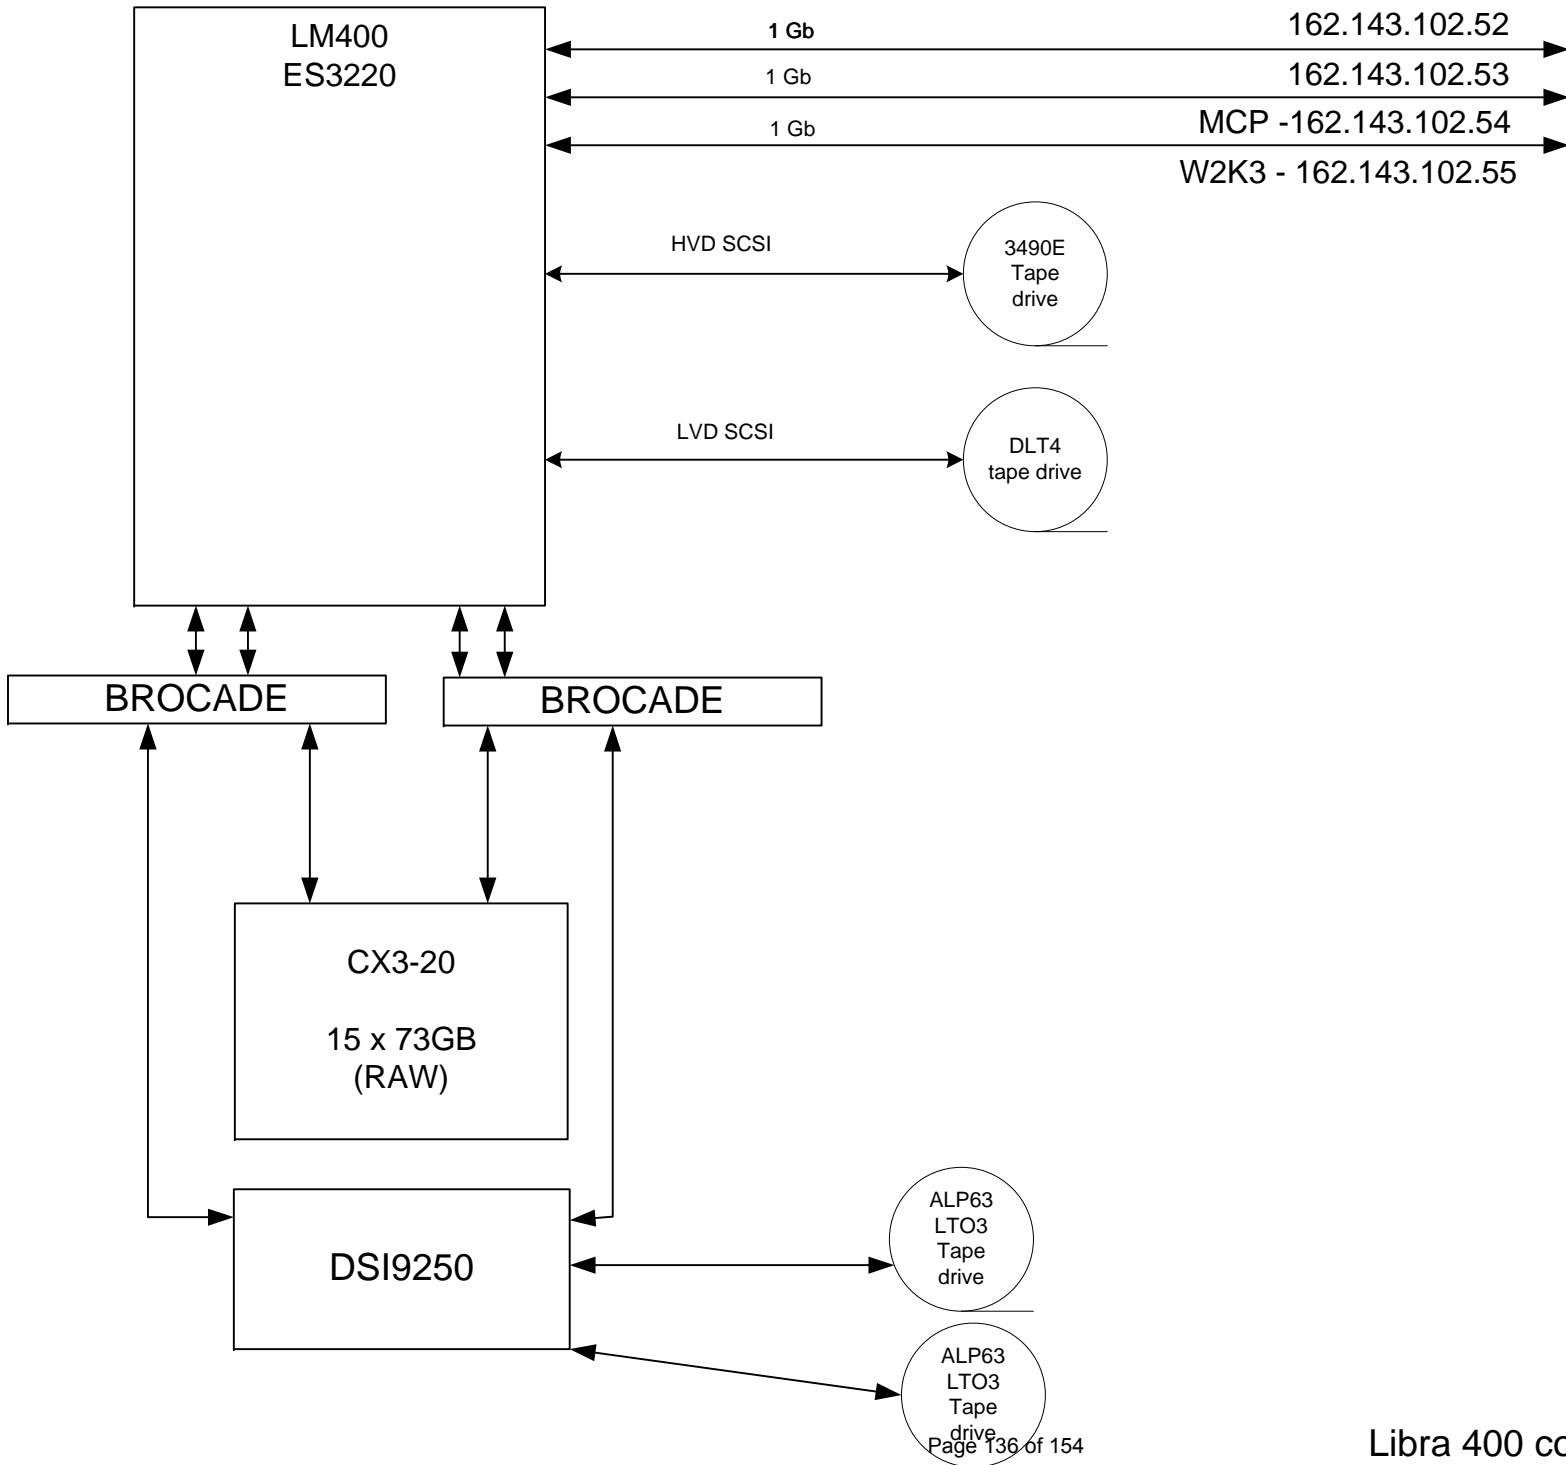 LM400
ES3220
1 Gb
162.143.102.52
1 Gb
162.143.102.53
1 Gb
MCP -162.143.102.54
W2K3 - 162.143.102.55
HVD SCSI
3490E
Tape
drive
LVD SCSI
DLT4
tape drive
BROCADE
BROCADE
CX3-20
15 x 73GB
(RAW)
DSI9250
ALP63
LTO3
Tape
drive
ALP63
LTO3
Tape
drive
Page 136 of 154
Libra 400